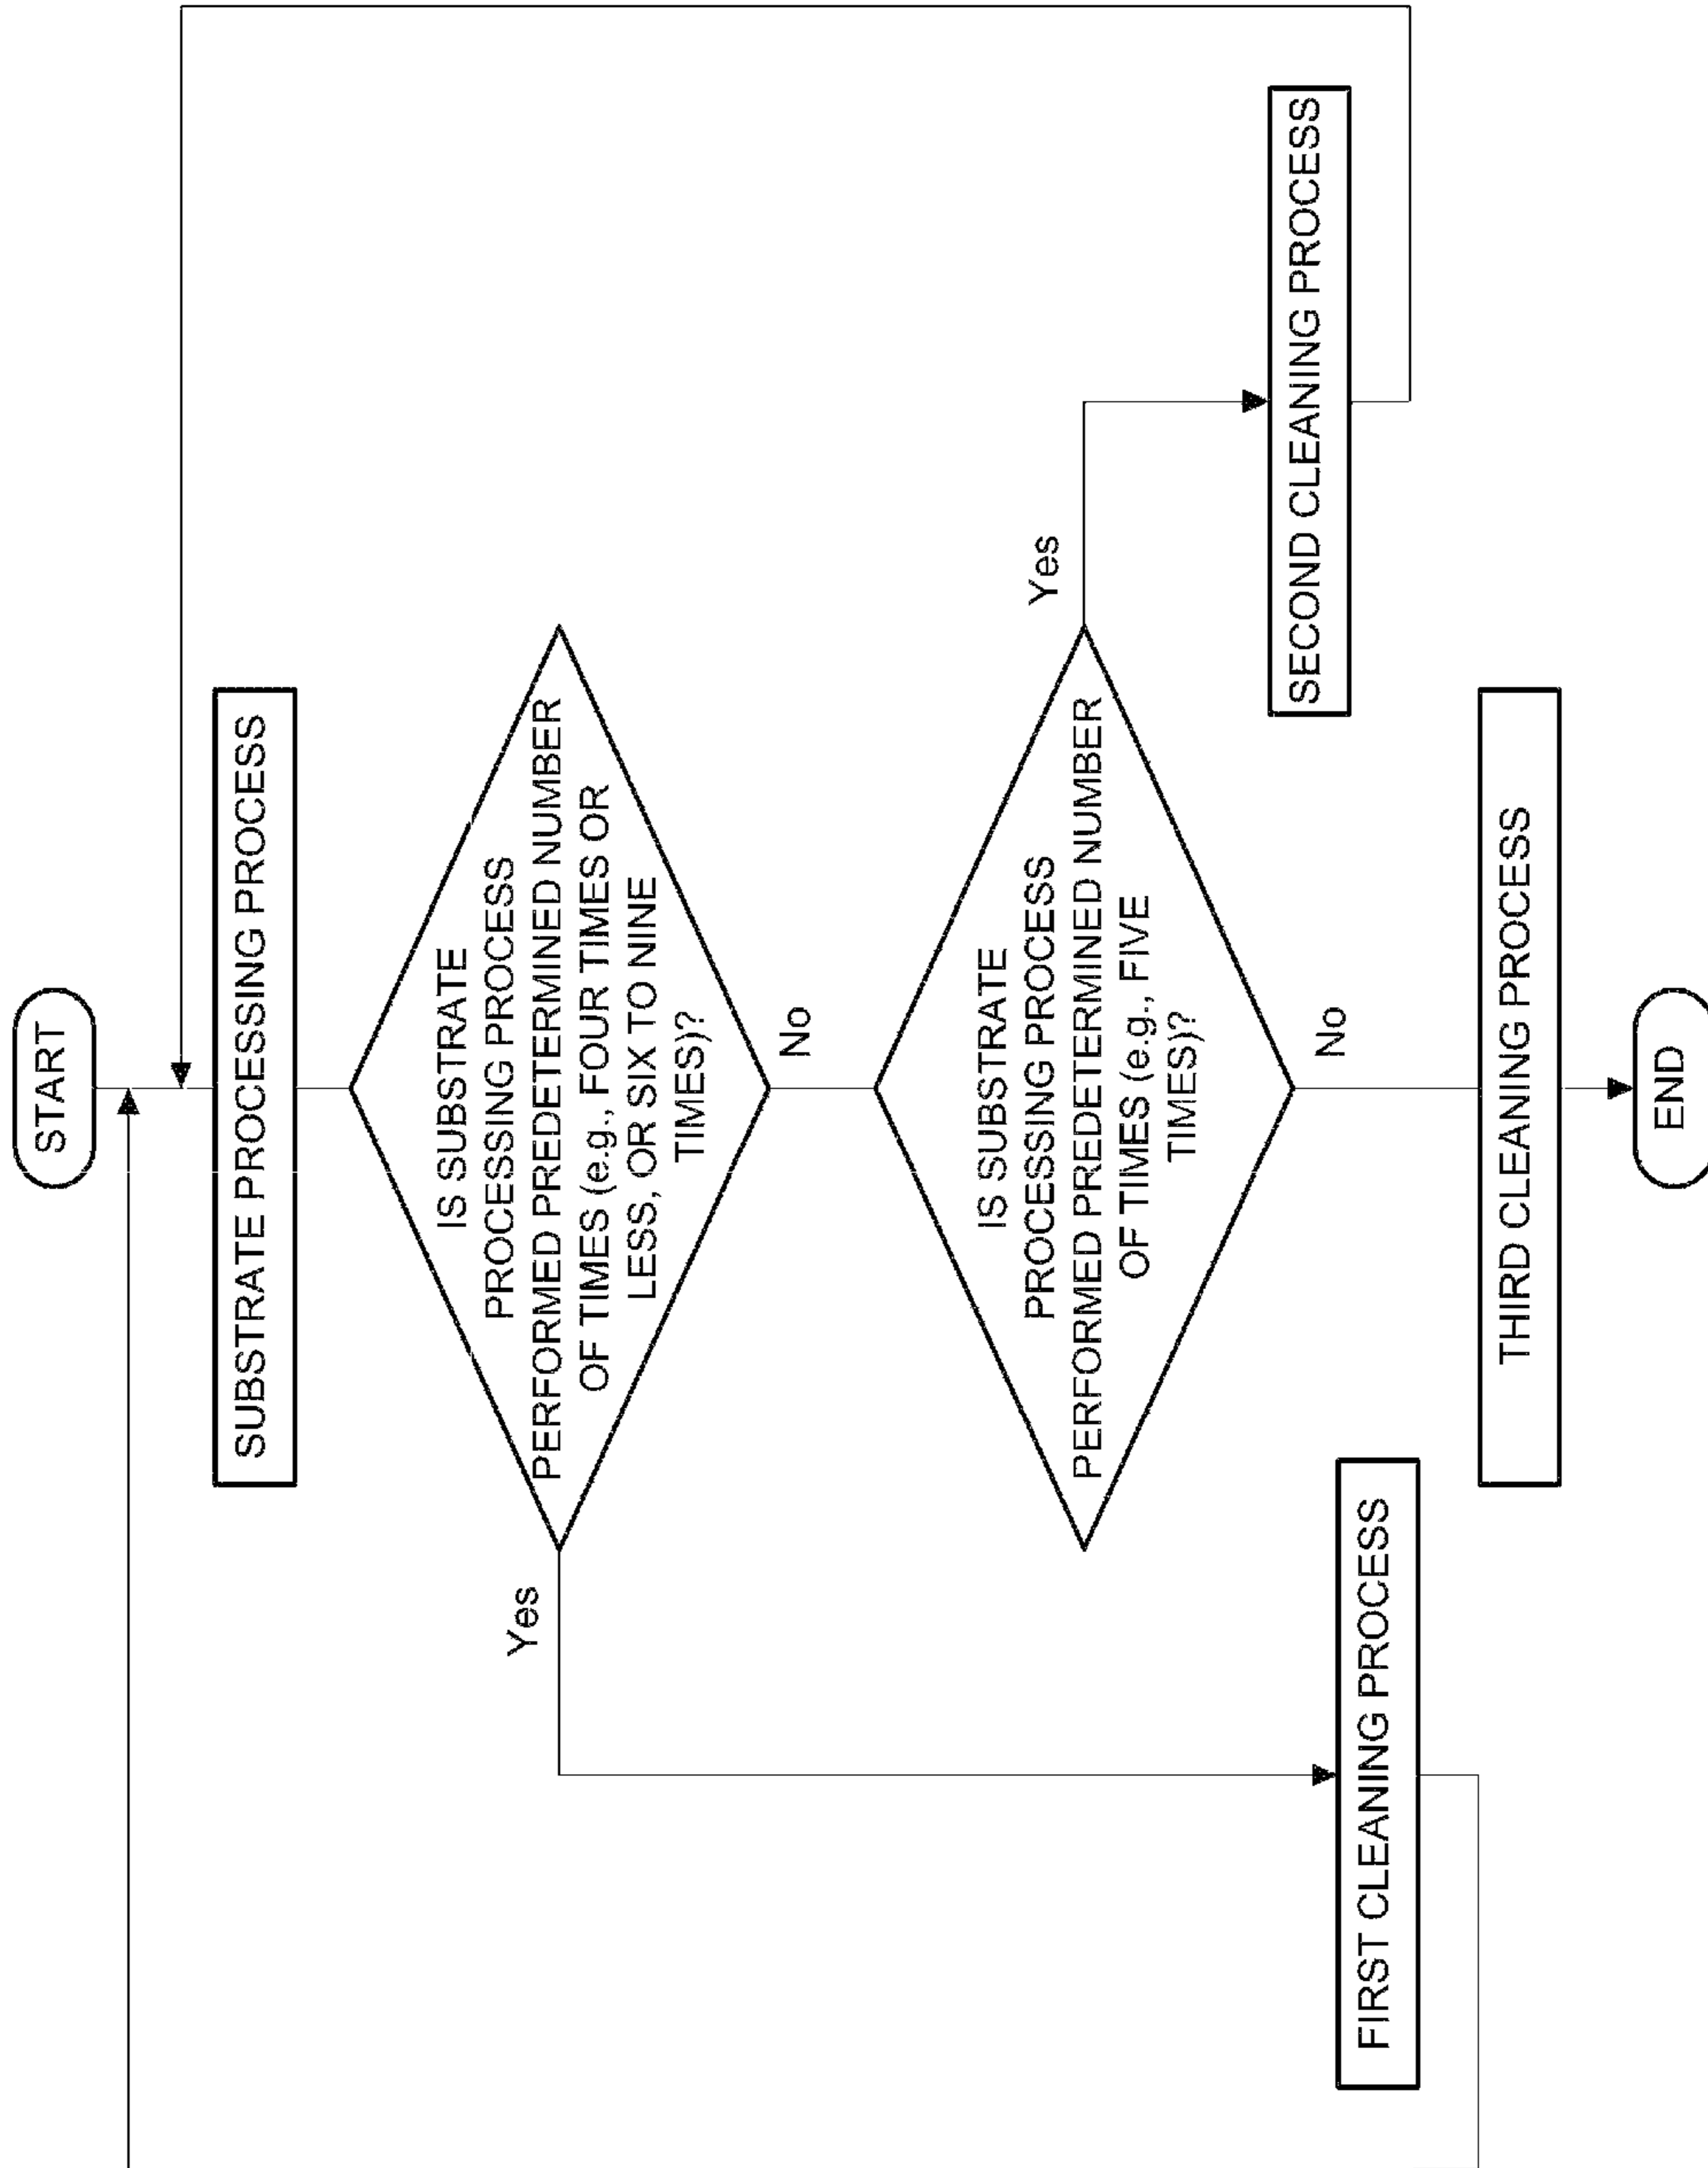 START
SUBSTRATE PROCESSING PROCESS
IS SUBSTRATE
PROCESSING PROCESS
PERFORMED PREDETERMINED NUMBER
OF TIMES (e.g., FOUR TIMES OR
LESS, OR SIX TO NINE
TIMES)?
Yes
No
IS SUBSTRATE
PROCESSING PROCESS
PERFORMED PREDETERMINED NUMBER
OF TIMES (e.g., FIVE
TIMES)?
Yes
No
SECOND CLEANING PROCESS
FIRST CLEANING PROCESS
THIRD CLEANING PROCESS
END